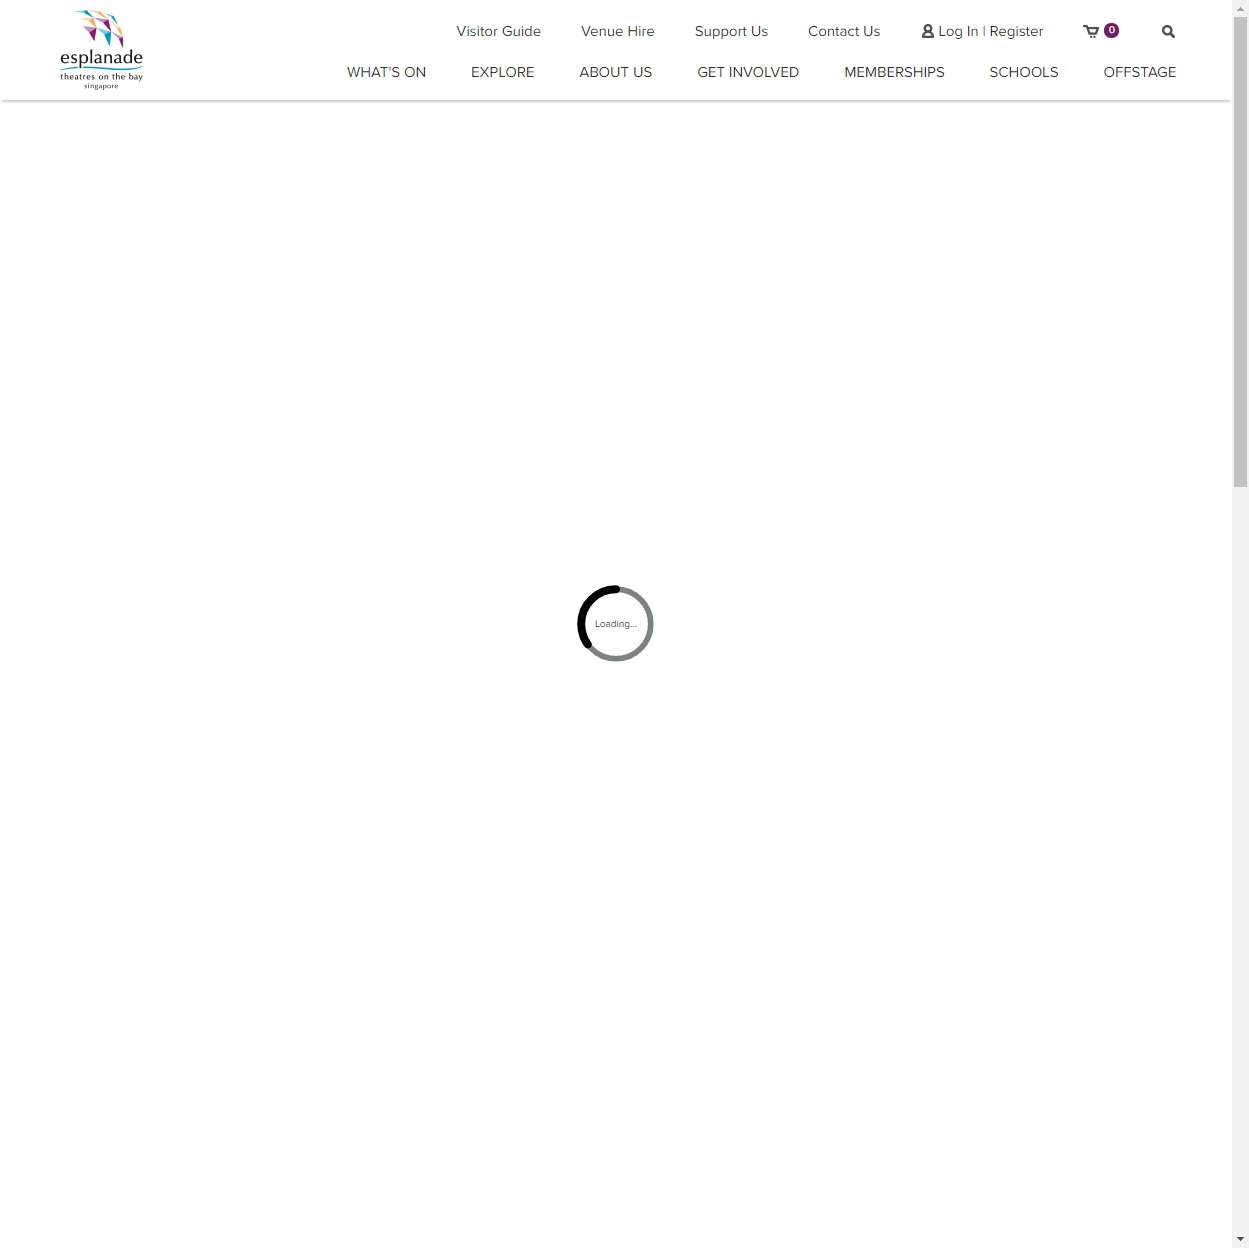 esplanade
theatres on the bay
singapore
Visitor Guide
Venue Hire
Support Us
Contact Us
Log In | Register
0
WHAT'S ON
EXPLORE
ABOUT US
GET INVOLVED
MEMBERSHIPS
SCHOOLS
OFFSTAGE
Loading...